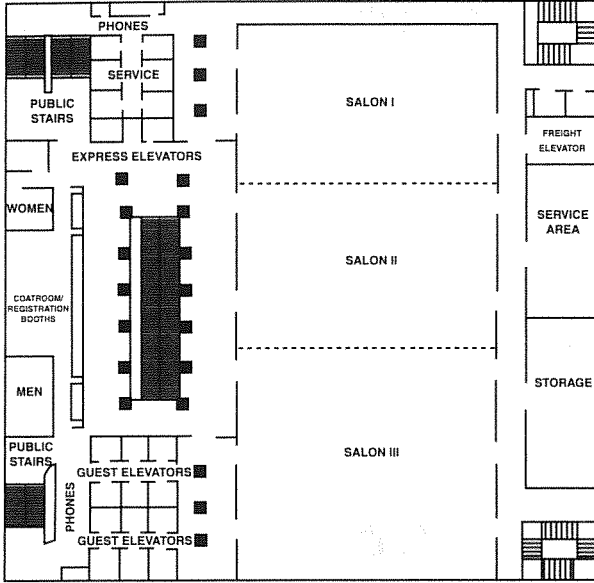 PHONES
SERVICE
PUBLIC
STAIRS
EXPRESS ELEVATORS
SALON I
FREIGHT
ELEVATOR
WOMEN
SERVICE
AREA
SALON II
COATROOM/
REGISTRATION
BOOTHS
MEN
STORAGE
PUBLIC
STAIRS
SALON III
GUEST ELEVATORS
PHONES
GUEST ELEVATORS